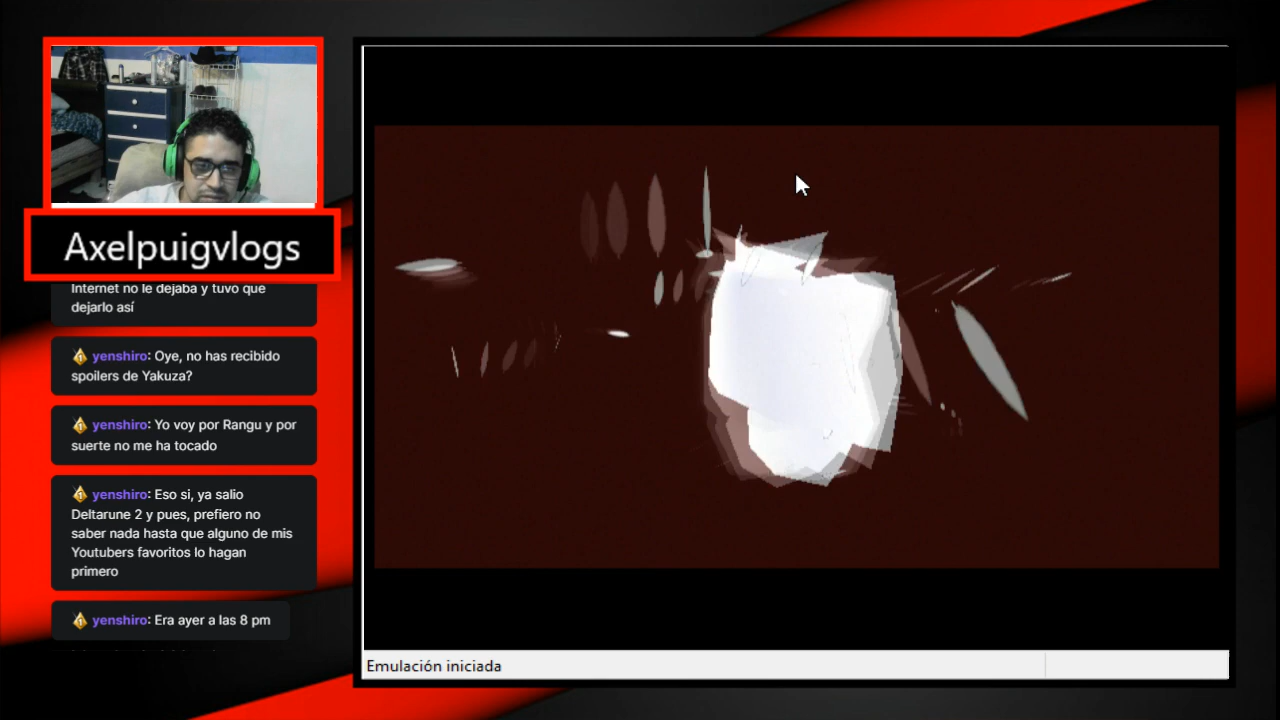 Axelpuigvlogs
Internet no le dejaba y tuvo que
dejarlo así
yenshiro: Oye, no has recibido
spoilers de Yakuza?
yenshiro: Yo voy por Rangu y por
suerte no me ha tocado
yenshiro: Eso si, ya salio
Deltarune 2 y pues, prefiero no
saber nada hasta que alguno de mis
Youtubers favoritos lo hagan
primero
yenshiro: Era ayer a las 8 pm
Emulación iniciada